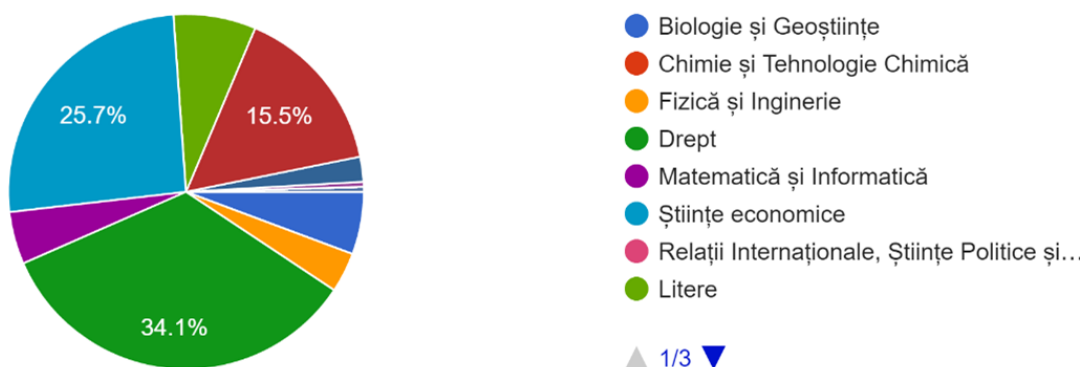 25.7%
15.5%
34.1%
Biologie și Geoștiințe
Chimie și Tehnologie Chimică
Fizică și Inginerie
Drept
Matematică și Informatică
Științe economice
Relații Internaționale, Științe Politice și…
Litere
1/3